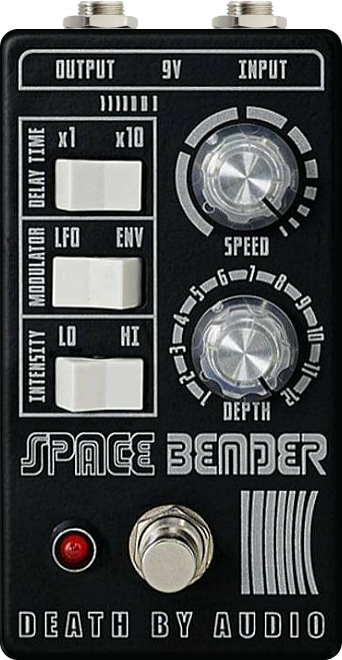 OUTPUT 9V INPUT
DELAY TIME
x1 x10
SPEED
MODULATOR
LFO ENV
INTENSITY
LO HI
1 2 3 4 5 6 7 8 9 10 11 12
DEPTH
SPACE BENDER
DEATH BY AUDIO